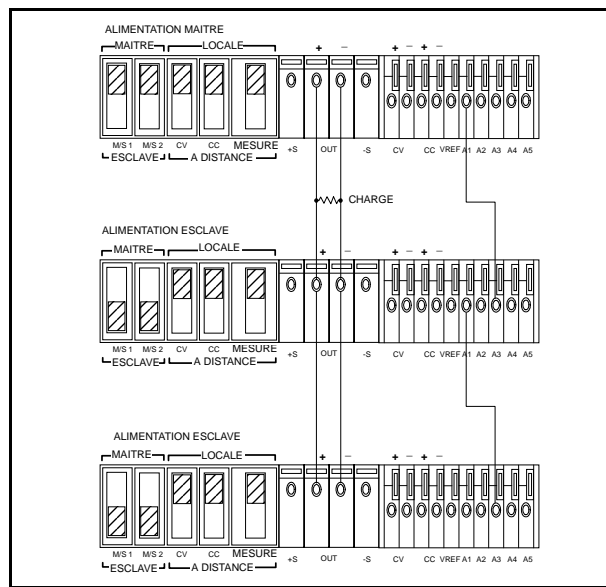 ALIMENTATION MAITRE
MAITRE LOCALE + − + − + −
M/S 1 M/S 2 CV CC MESURE +S OUT -S CV CC VREF A1 A2 A3 A4 A5
ESCLAVE A DISTANCE
CHARGE
ALIMENTATION ESCLAVE
MAITRE LOCALE + − + − + −
M/S 1 M/S 2 CV CC MESURE +S OUT -S CV CC VREF A1 A2 A3 A4 A5
ESCLAVE A DISTANCE
ALIMENTATION ESCLAVE
MAITRE LOCALE + − + − + −
M/S 1 M/S 2 CV CC MESURE +S OUT -S CV CC VREF A1 A2 A3 A4 A5
ESCLAVE A DISTANCE